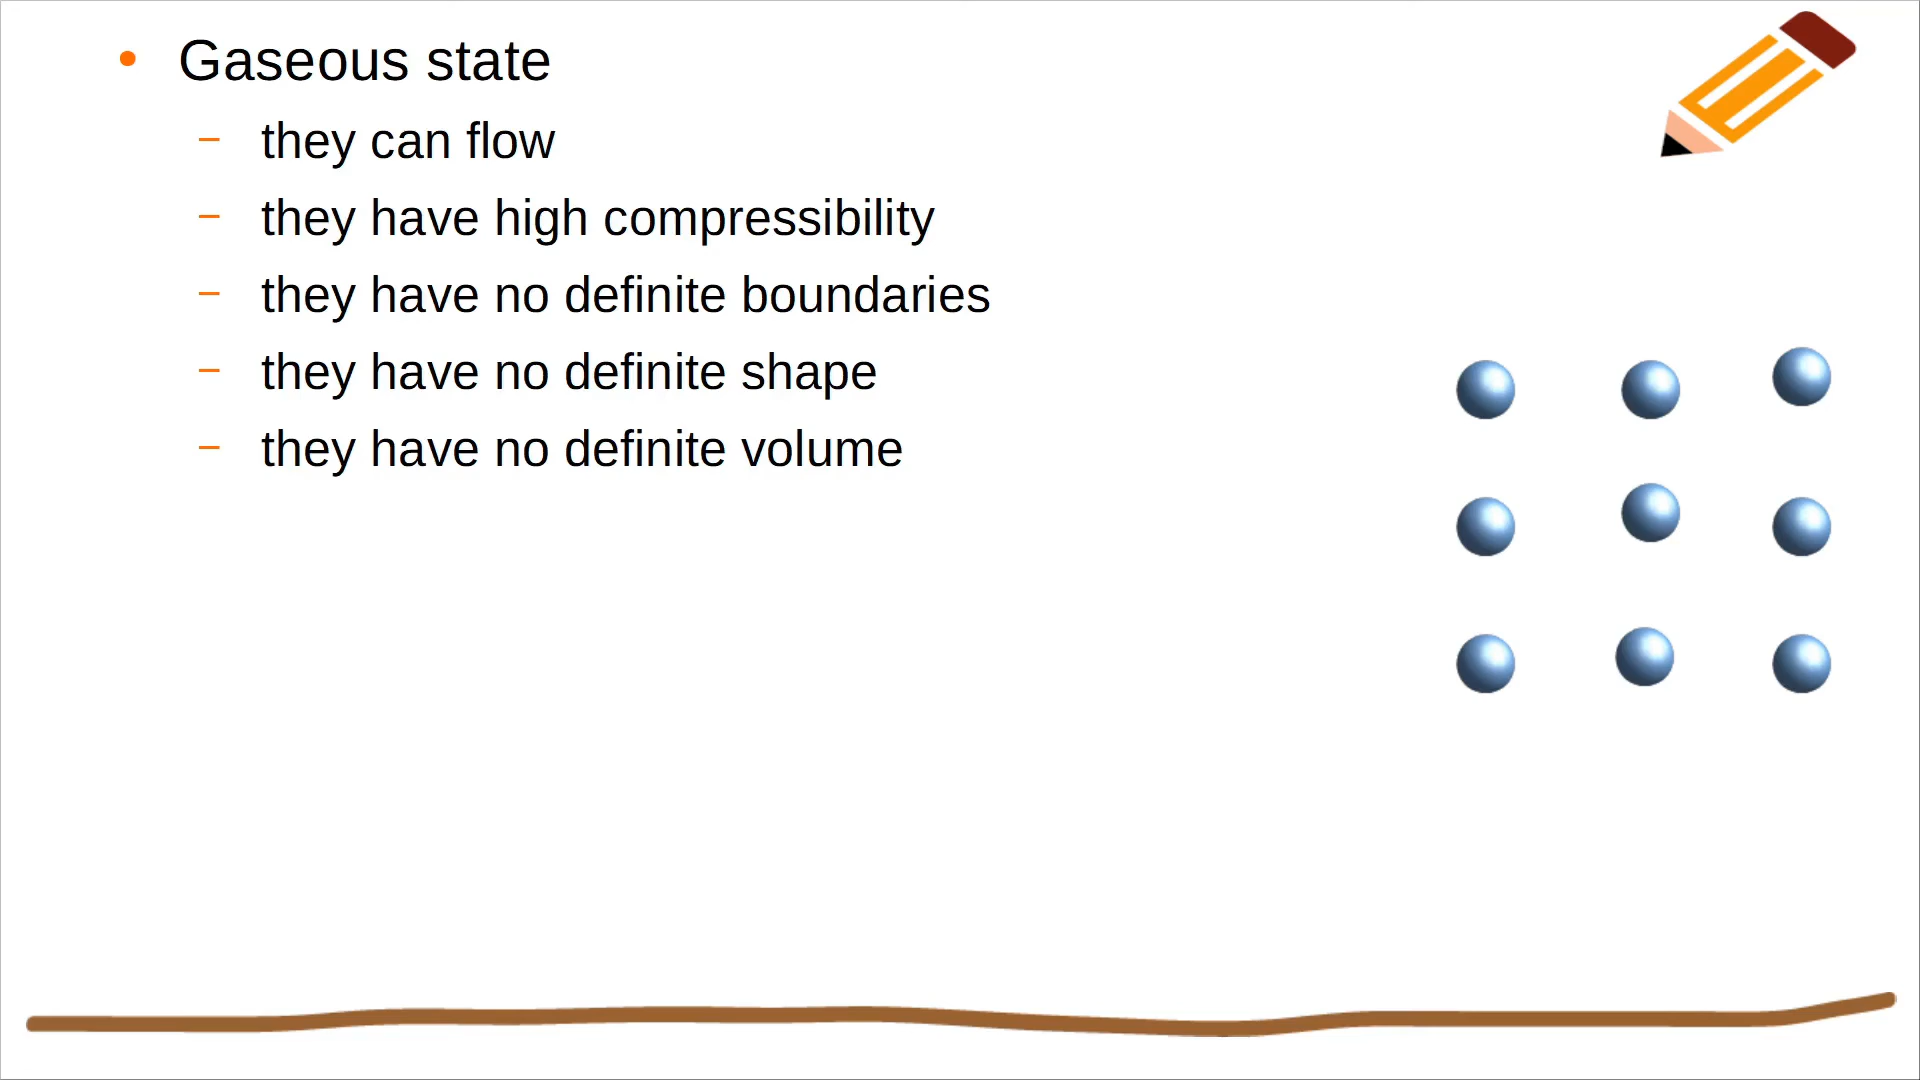 • Gaseous state
– they can flow
– they have high compressibility
– they have no definite boundaries
– they have no definite shape
– they have no definite volume